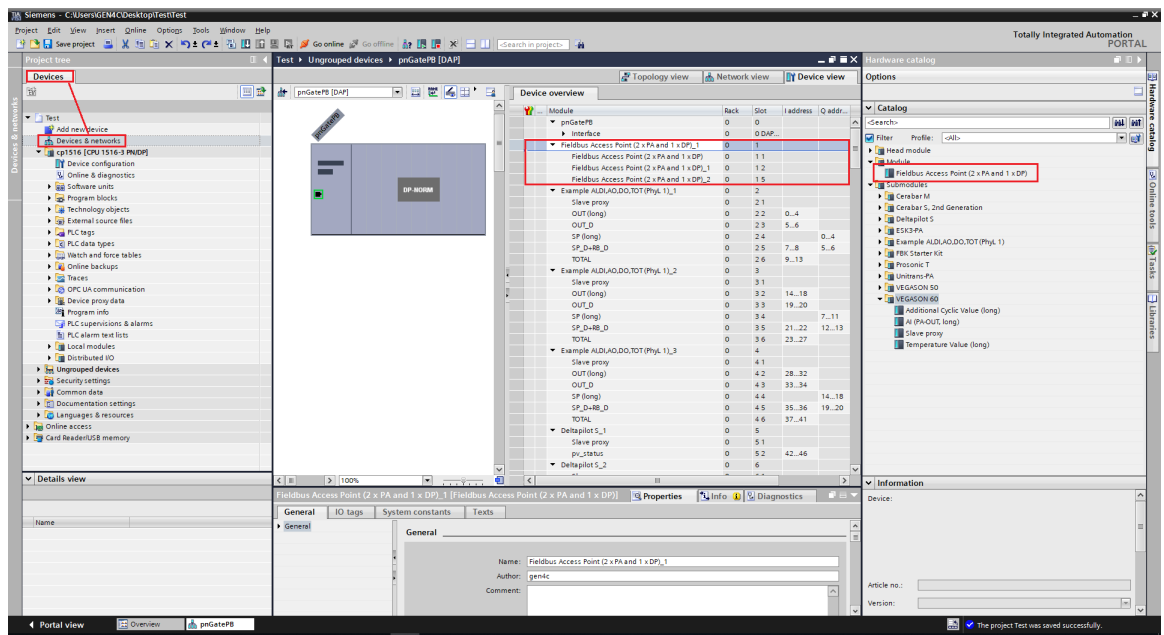 Siemens - C:\Users\GEN4C\Desktop\Test\Test
Project Edit View Insert Online Options Tools Window Help
Totally Integrated Automation
PORTAL
Save project
Go online
Go offline
<Search in project>
Project tree
Devices
Devices & networks
Test
Add new device
Devices & networks
cp1516 [CPU 1516-3 PN/DP]
Device configuration
Online & diagnostics
Software units
Program blocks
Technology objects
External source files
PLC tags
PLC data types
Watch and force tables
Online backups
Traces
OPC UA communication
Device proxy data
Program info
PLC supervisions & alarms
PLC alarm text lists
Local modules
Distributed I/O
Ungrouped devices
Security settings
Common data
Documentation settings
Languages & resources
Online access
Card Reader/USB memory
Details view
Name
Test ▸ Ungrouped devices ▸ pnGatePB [DAP]
Topology view Network view Device view
pnGatePB [DAP]
pnGatePB
DP-NORM
100%
Device overview
... Module Rack Slot I address Q addr...
pnGatePB 0 0
Interface 0 0 DAP...
Fieldbus Access Point (2 x PA and 1 x DP)_1 0 1
Fieldbus Access Point (2 x PA and 1 x DP) 0 1 1
Fieldbus Access Point (2 x PA and 1 x DP)_1 0 1 2
Fieldbus Access Point (2 x PA and 1 x DP)_2 0 1 5
Example AI,DI,AO,DO,TOT (PhyL 1)_1 0 2
Slave proxy 0 2 1
OUT (long) 0 2 2 0...4
OUT_D 0 2 3 5...6
SP (long) 0 2 4 0...4
SP_D+RB_D 0 2 5 7...8 5...6
TOTAL 0 2 6 9...13
Example AI,DI,AO,DO,TOT (PhyL 1)_2 0 3
Slave proxy 0 3 1
OUT (long) 0 3 2 14...18
OUT_D 0 3 3 19...20
SP (long) 0 3 4 7...11
SP_D+RB_D 0 3 5 21...22 12...13
TOTAL 0 3 6 23...27
Example AI,DI,AO,DO,TOT (PhyL 1)_3 0 4
Slave proxy 0 4 1
OUT (long) 0 4 2 28...32
OUT_D 0 4 3 33...34
SP (long) 0 4 4 14...18
SP_D+RB_D 0 4 5 35...36 19...20
TOTAL 0 4 6 37...41
Deltapilot S_1 0 5
Slave proxy 0 5 1
pv_status 0 5 2 42...46
Deltapilot S_2 0 6
Fieldbus Access Point (2 x PA and 1 x DP)_1 [Fieldbus Access Point (2 x PA and 1 x DP)]
Properties Info Diagnostics
General IO tags System constants Texts
General
General
Name: Fieldbus Access Point (2 x PA and 1 x DP)_1
Author: gen4c
Comment:
Hardware catalog
Options
Catalog
<Search>
Filter Profile: <All>
Head module
Module
Fieldbus Access Point (2 x PA and 1 x DP)
Submodules
Cerabar M
Cerabar S, 2nd Generation
Deltapilot S
ESK3-PA
Example AI,DI,AO,DO,TOT (PhyL 1)
FBK Starter Kit
Prosonic T
Unitrans-PA
VEGASON 50
VEGASON 60
Additional Cyclic Value (long)
AI (PA-OUT, long)
Slave proxy
Temperature Value (long)
Information
Device:
Article no.:
Version:
Hardware catalog
Online tools
Tasks
Libraries
Portal view
Overview
pnGatePB
The project Test was saved successfully.